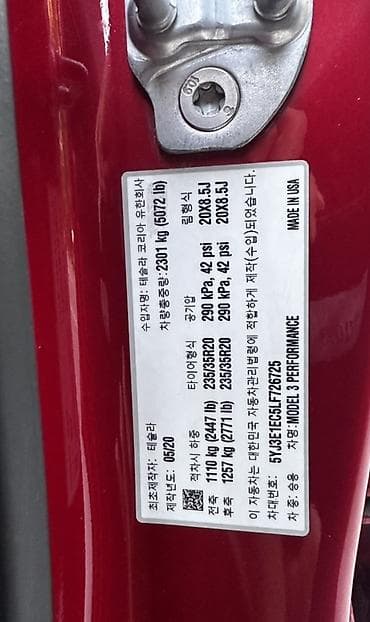 최초제작자: 테슬라 수입자명: 테슬라 코리아 유한회사
제작년도: 05/20 차량총중량: 2301 kg (5072 lb)
적차시 하중 타이어형식 공기압 림형식
전축 1110 kg (2447 lb) 235/35R20 290 kPa, 42 psi 20X8.5J
후축 1257 kg (2771 lb) 235/35R20 290 kPa, 42 psi 20X8.5J
이 자동차는 대한민국 자동차관리법령에 적합하게 제작(수입)되었습니다.
차대번호: 5YJ3E1EC5LF726725
차 종: 승용 차명: MODEL 3 PERFORMANCE MADE IN USA